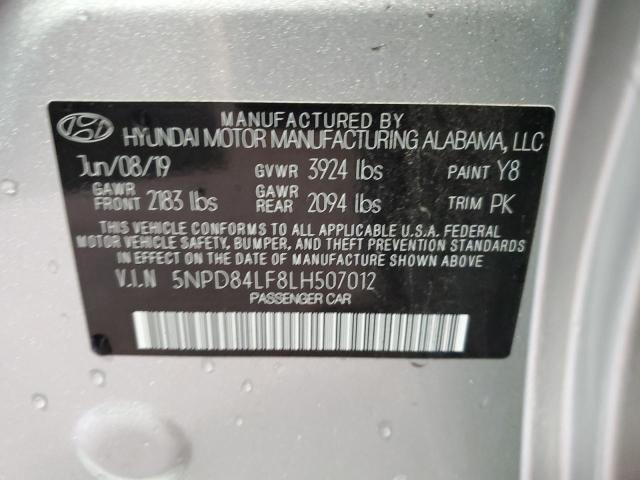 MANUFACTURED BY
HYUNDAI MOTOR MANUFACTURING ALABAMA, LLC
Jun/08/19 GVWR 3924 lbs PAINT Y8
GAWR FRONT 2183 lbs GAWR REAR 2094 lbs TRIM PK
THIS VEHICLE CONFORMS TO ALL APPLICABLE U.S.A. FEDERAL
MOTOR VEHICLE SAFETY, BUMPER, AND THEFT PREVENTION STANDARDS
IN EFFECT ON THE DATE OF MANUFACTURE SHOWN ABOVE.
V.I.N 5NPD84LF8LH507012
PASSENGER CAR